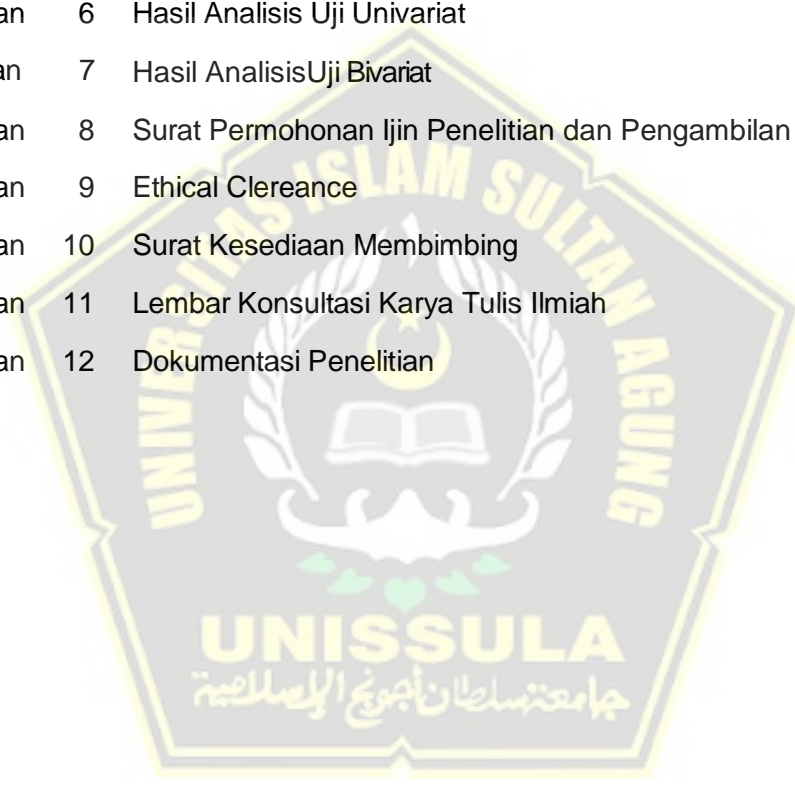 an 6 Hasil Analisis Uji Univariat
an 7 Hasil AnalisisUji Bivariat
an 8 Surat Permohonan Ijin Penelitian dan Pengambilan
an 9 Ethical Clereance
an 10 Surat Kesediaan Membimbing
an 11 Lembar Konsultasi Karya Tulis Ilmiah
an 12 Dokumentasi Penelitian
UNIVERSITAS ISLAM SULTAN AGUNG
UNISSULA
جامعتسلطان أجونج الإسلامية